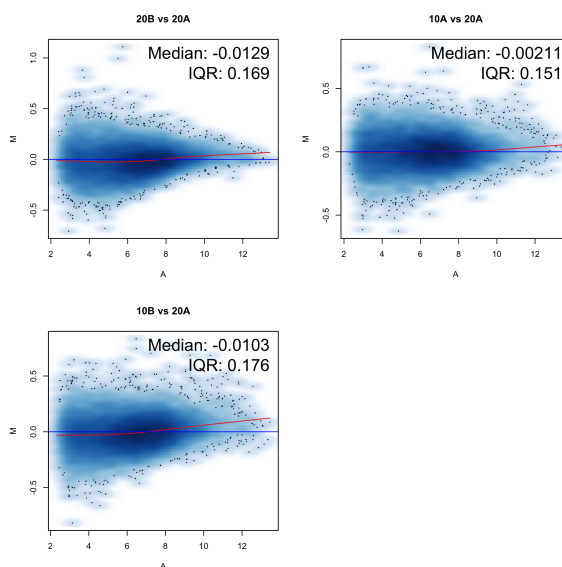 20B vs 20A
Median: -0.0129
IQR: 0.169
M
-0.5 0.0 0.5 1.0
2 4 6 8 10 12
A
10A vs 20A
Median: -0.00211
IQR: 0.151
M
-0.5 0.0 0.5
2 4 6 8 10 12
A
10B vs 20A
Median: -0.0103
IQR: 0.176
M
-0.5 0.0 0.5
2 4 6 8 10 12
A